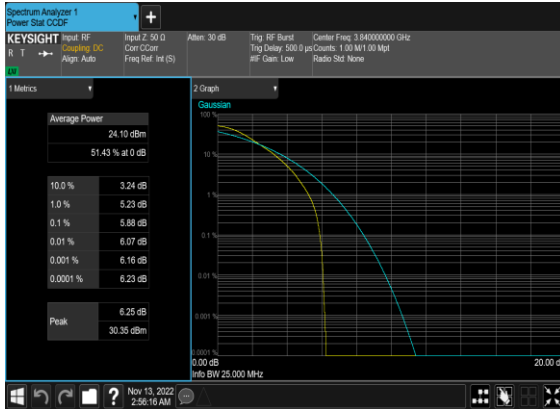 Spectrum Analyzer 1
Power Stat CCDF
KEYSIGHT
R T
LXI
Input: RF
Coupling: DC
Align: Auto
Input Z: 50 Ω
Corr CCorr
Freq Ref: Int (S)
Atten: 30 dB
Trig: RF Burst
Trig Delay: 500.0 µs
#IF Gain: Low
Center Freq: 3.840000000 GHz
Counts: 1.00 M/1.00 Mpt
Radio Std: None
1 Metrics
Average Power
24.10 dBm
51.43 % at 0 dB
10.0 % 3.24 dB
1.0 % 5.23 dB
0.1 % 5.88 dB
0.01 % 6.07 dB
0.001 % 6.16 dB
0.0001 % 6.23 dB
Peak
6.25 dB
30.35 dBm
2 Graph
Gaussian
100 %
10 %
1 %
0.1 %
0.01 %
0.001 %
0.0001 %
0.00 dB
20.00 d
Info BW 25.000 MHz
?
Nov 13, 2022
2:56:16 AM